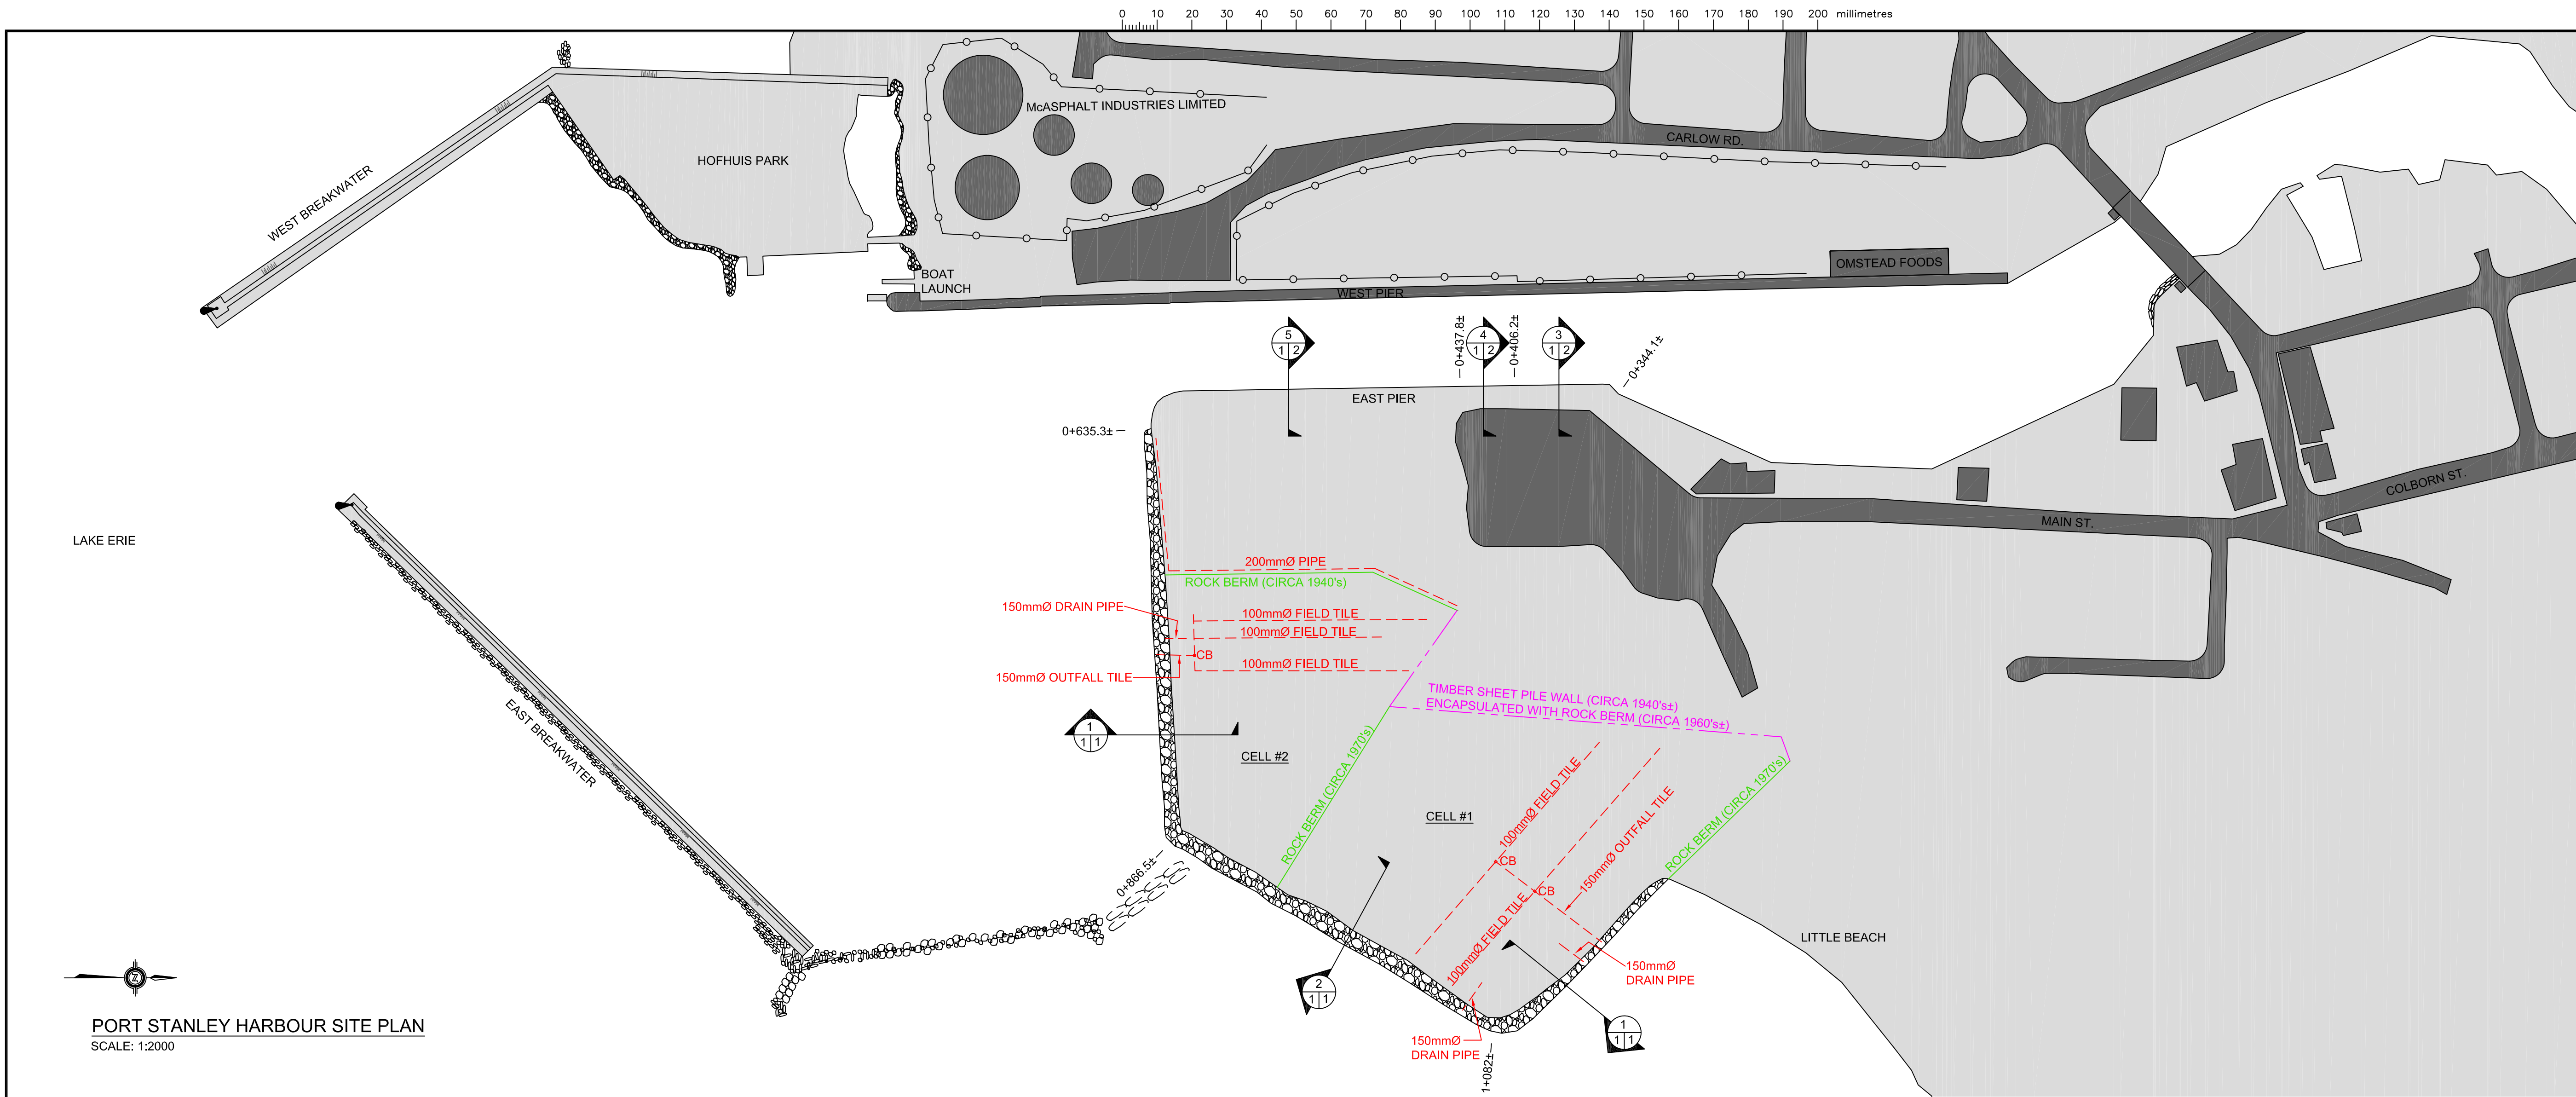 0 10 20 30 40 50 60 70 80 90 100 110 120 130 140 150 160 170 180 190 200 millimetres
McASPHALT INDUSTRIES LIMITED
CARLOW RD.
HOFHUIS PARK
WEST BREAKWATER
BOAT
LAUNCH
OMSTEAD FOODS
WEST PIER
5
1 2
0+437.8±
4
1 2
0+406.2±
3
1 2
0+344.1±
EAST PIER
0+635.3±
COLBORN ST.
MAIN ST.
LAKE ERIE
200mmØ PIPE
ROCK BERM (CIRCA 1940's)
150mmØ DRAIN PIPE
100mmØ FIELD TILE
100mmØ FIELD TILE
CB
100mmØ FIELD TILE
150mmØ OUTFALL TILE
TIMBER SHEET PILE WALL (CIRCA 1940's±)
ENCAPSULATED WITH ROCK BERM (CIRCA 1960's±)
EAST BREAKWATER
1
1 1
CELL #2
ROCK BERM (CIRCA 1970's)
CELL #1
100mmØ FIELD TILE
150mmØ OUTFALL TILE
ROCK BERM (CIRCA 1970's)
CB
CB
0+866.5±
100mmØ FIELD TILE
LITTLE BEACH
150mmØ
DRAIN PIPE
2
1 1
1
1 1
150mmØ
DRAIN PIPE
1+082±
Z
PORT STANLEY HARBOUR SITE PLAN
SCALE: 1:2000